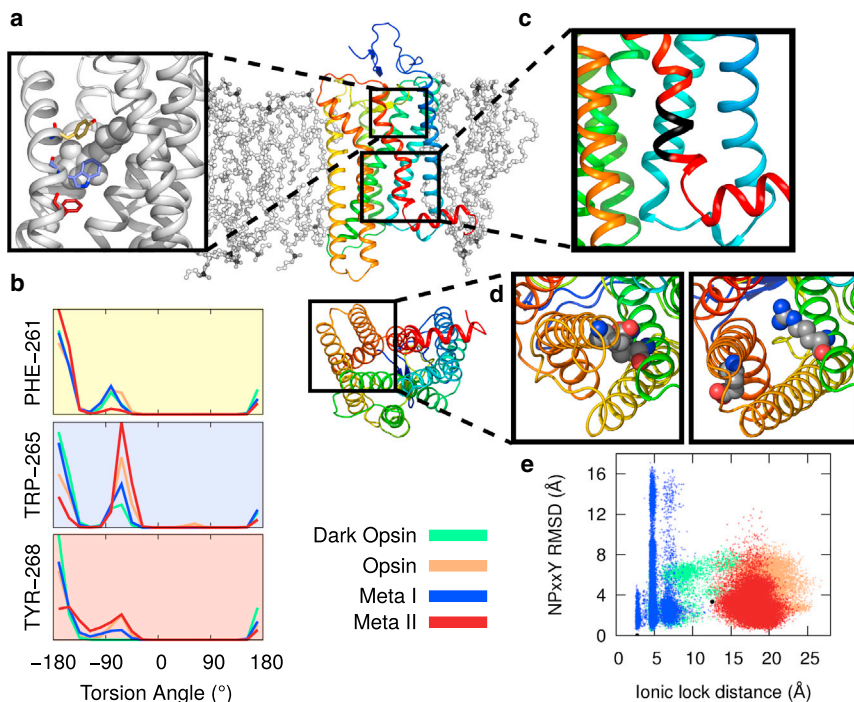 a
c
b
PHE-261
TRP-265
TYR-268
−180
−90
0
90
180
Torsion Angle (°)
Dark Opsin
Opsin
Meta I
Meta II
d
e
NPxxY RMSD (Å)
16
12
8
4
0
0
5
10
15
20
25
Ionic lock distance (Å)